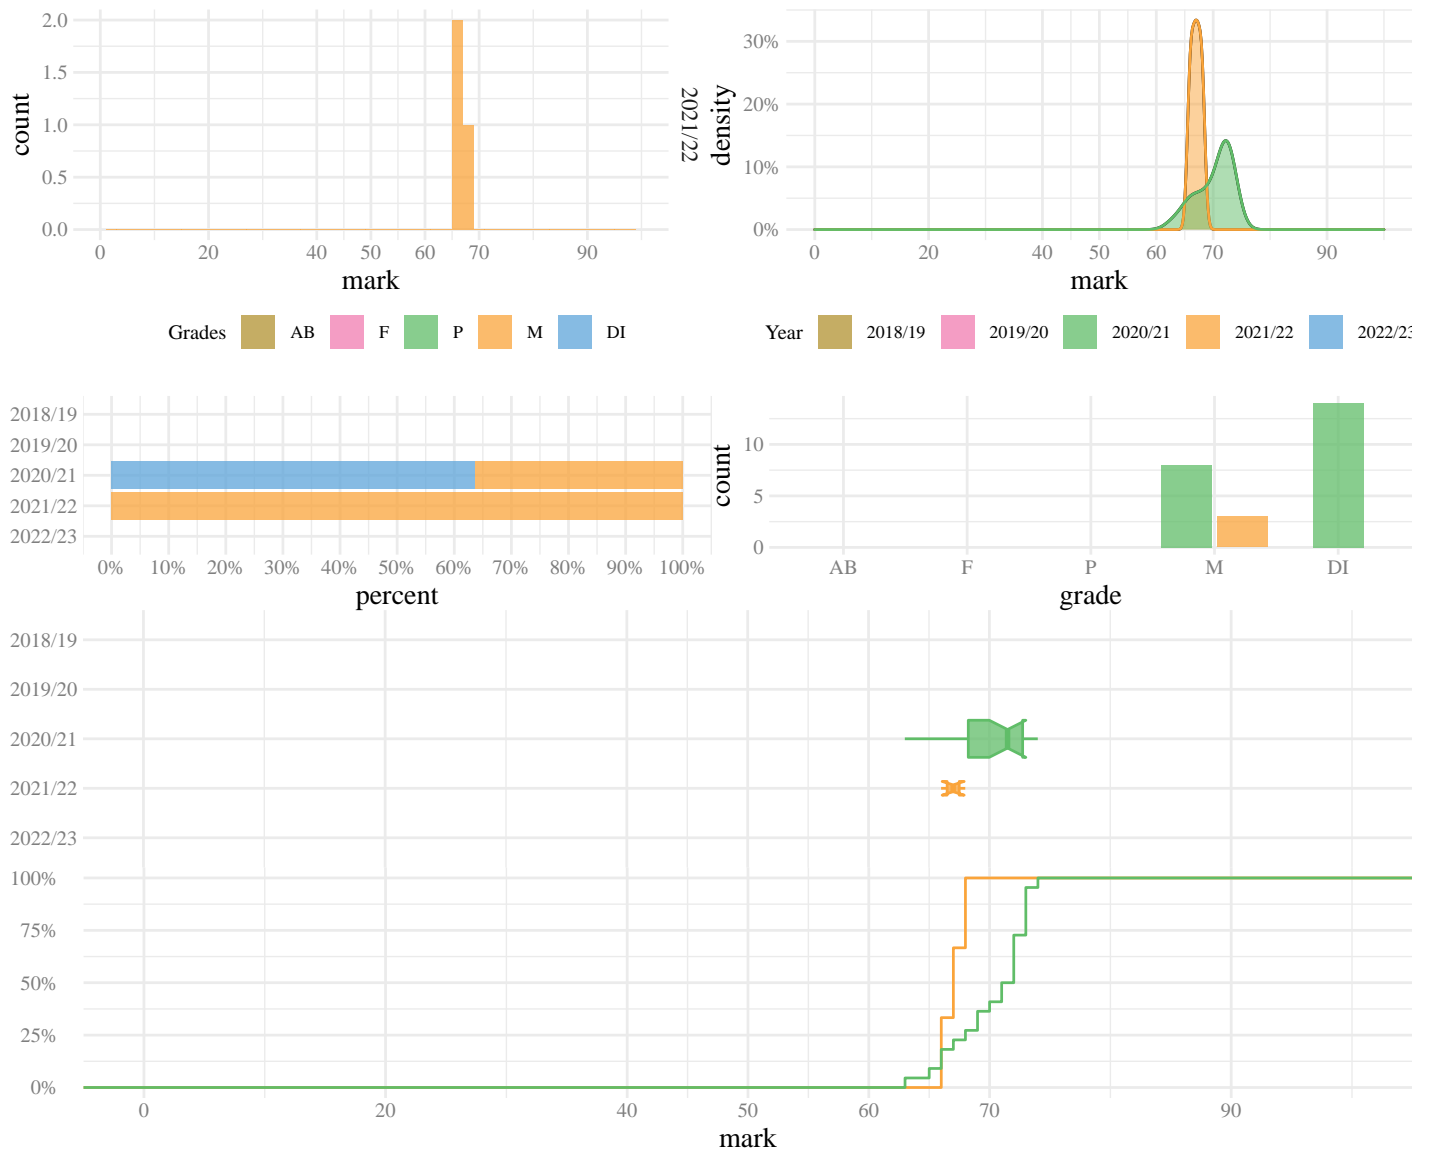 2.0
1.5
1.0
0.5
0.0
count
0 20 40 50 60 70 90
mark
2021/22
Grades AB F P M DI
30%
20%
10%
0%
density
0 20 40 50 60 70 90
mark
Year 2018/19 2019/20 2020/21 2021/22 2022/23
2018/19
2019/20
2020/21
2021/22
2022/23
0% 10% 20% 30% 40% 50% 60% 70% 80% 90% 100%
percent
10
5
0
count
AB F P M DI
grade
2018/19
2019/20
2020/21
2021/22
2022/23
100%
75%
50%
25%
0%
0 20 40 60 70 90
mark